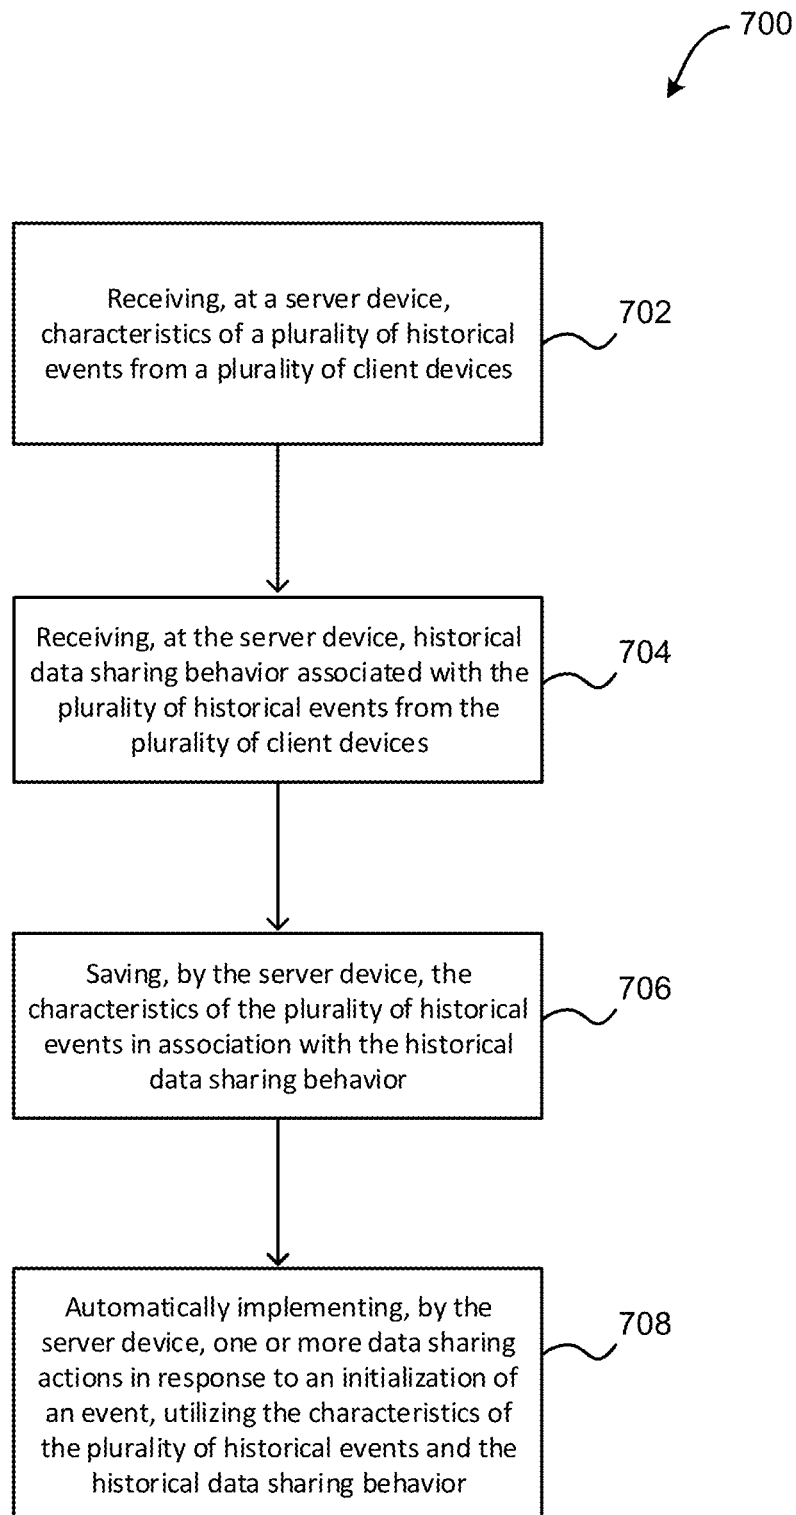 700
Receiving, at a server device,
characteristics of a plurality of historical
events from a plurality of client devices
702
Receiving, at the server device, historical
data sharing behavior associated with the
plurality of historical events from the
plurality of client devices
704
Saving, by the server device, the
characteristics of the plurality of historical
events in association with the historical
data sharing behavior
706
Automatically implementing, by the
server device, one or more data sharing
actions in response to an initialization of
an event, utilizing the characteristics of
the plurality of historical events and the
historical data sharing behavior
708